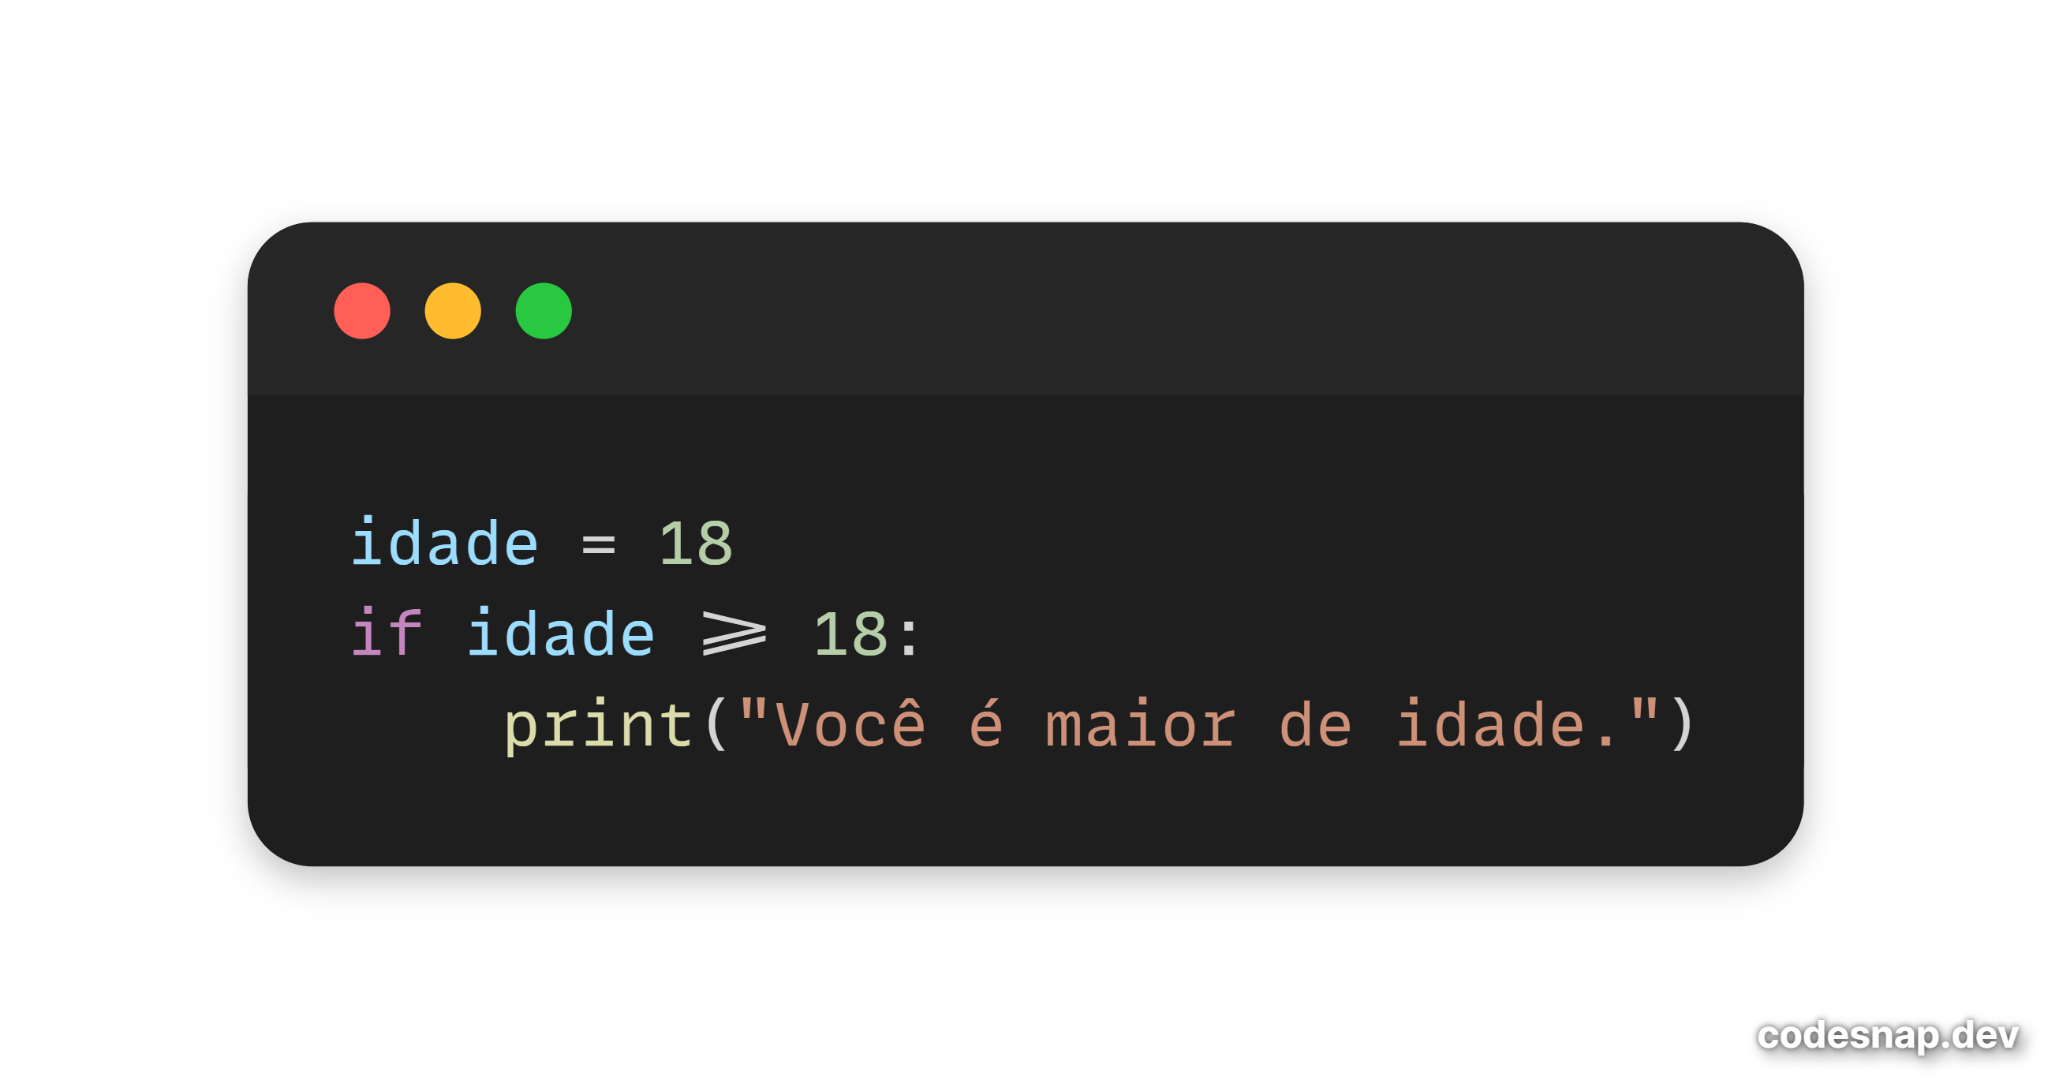 idade = 18
if idade >= 18:
    print("Você é maior de idade.")
codesnap.dev